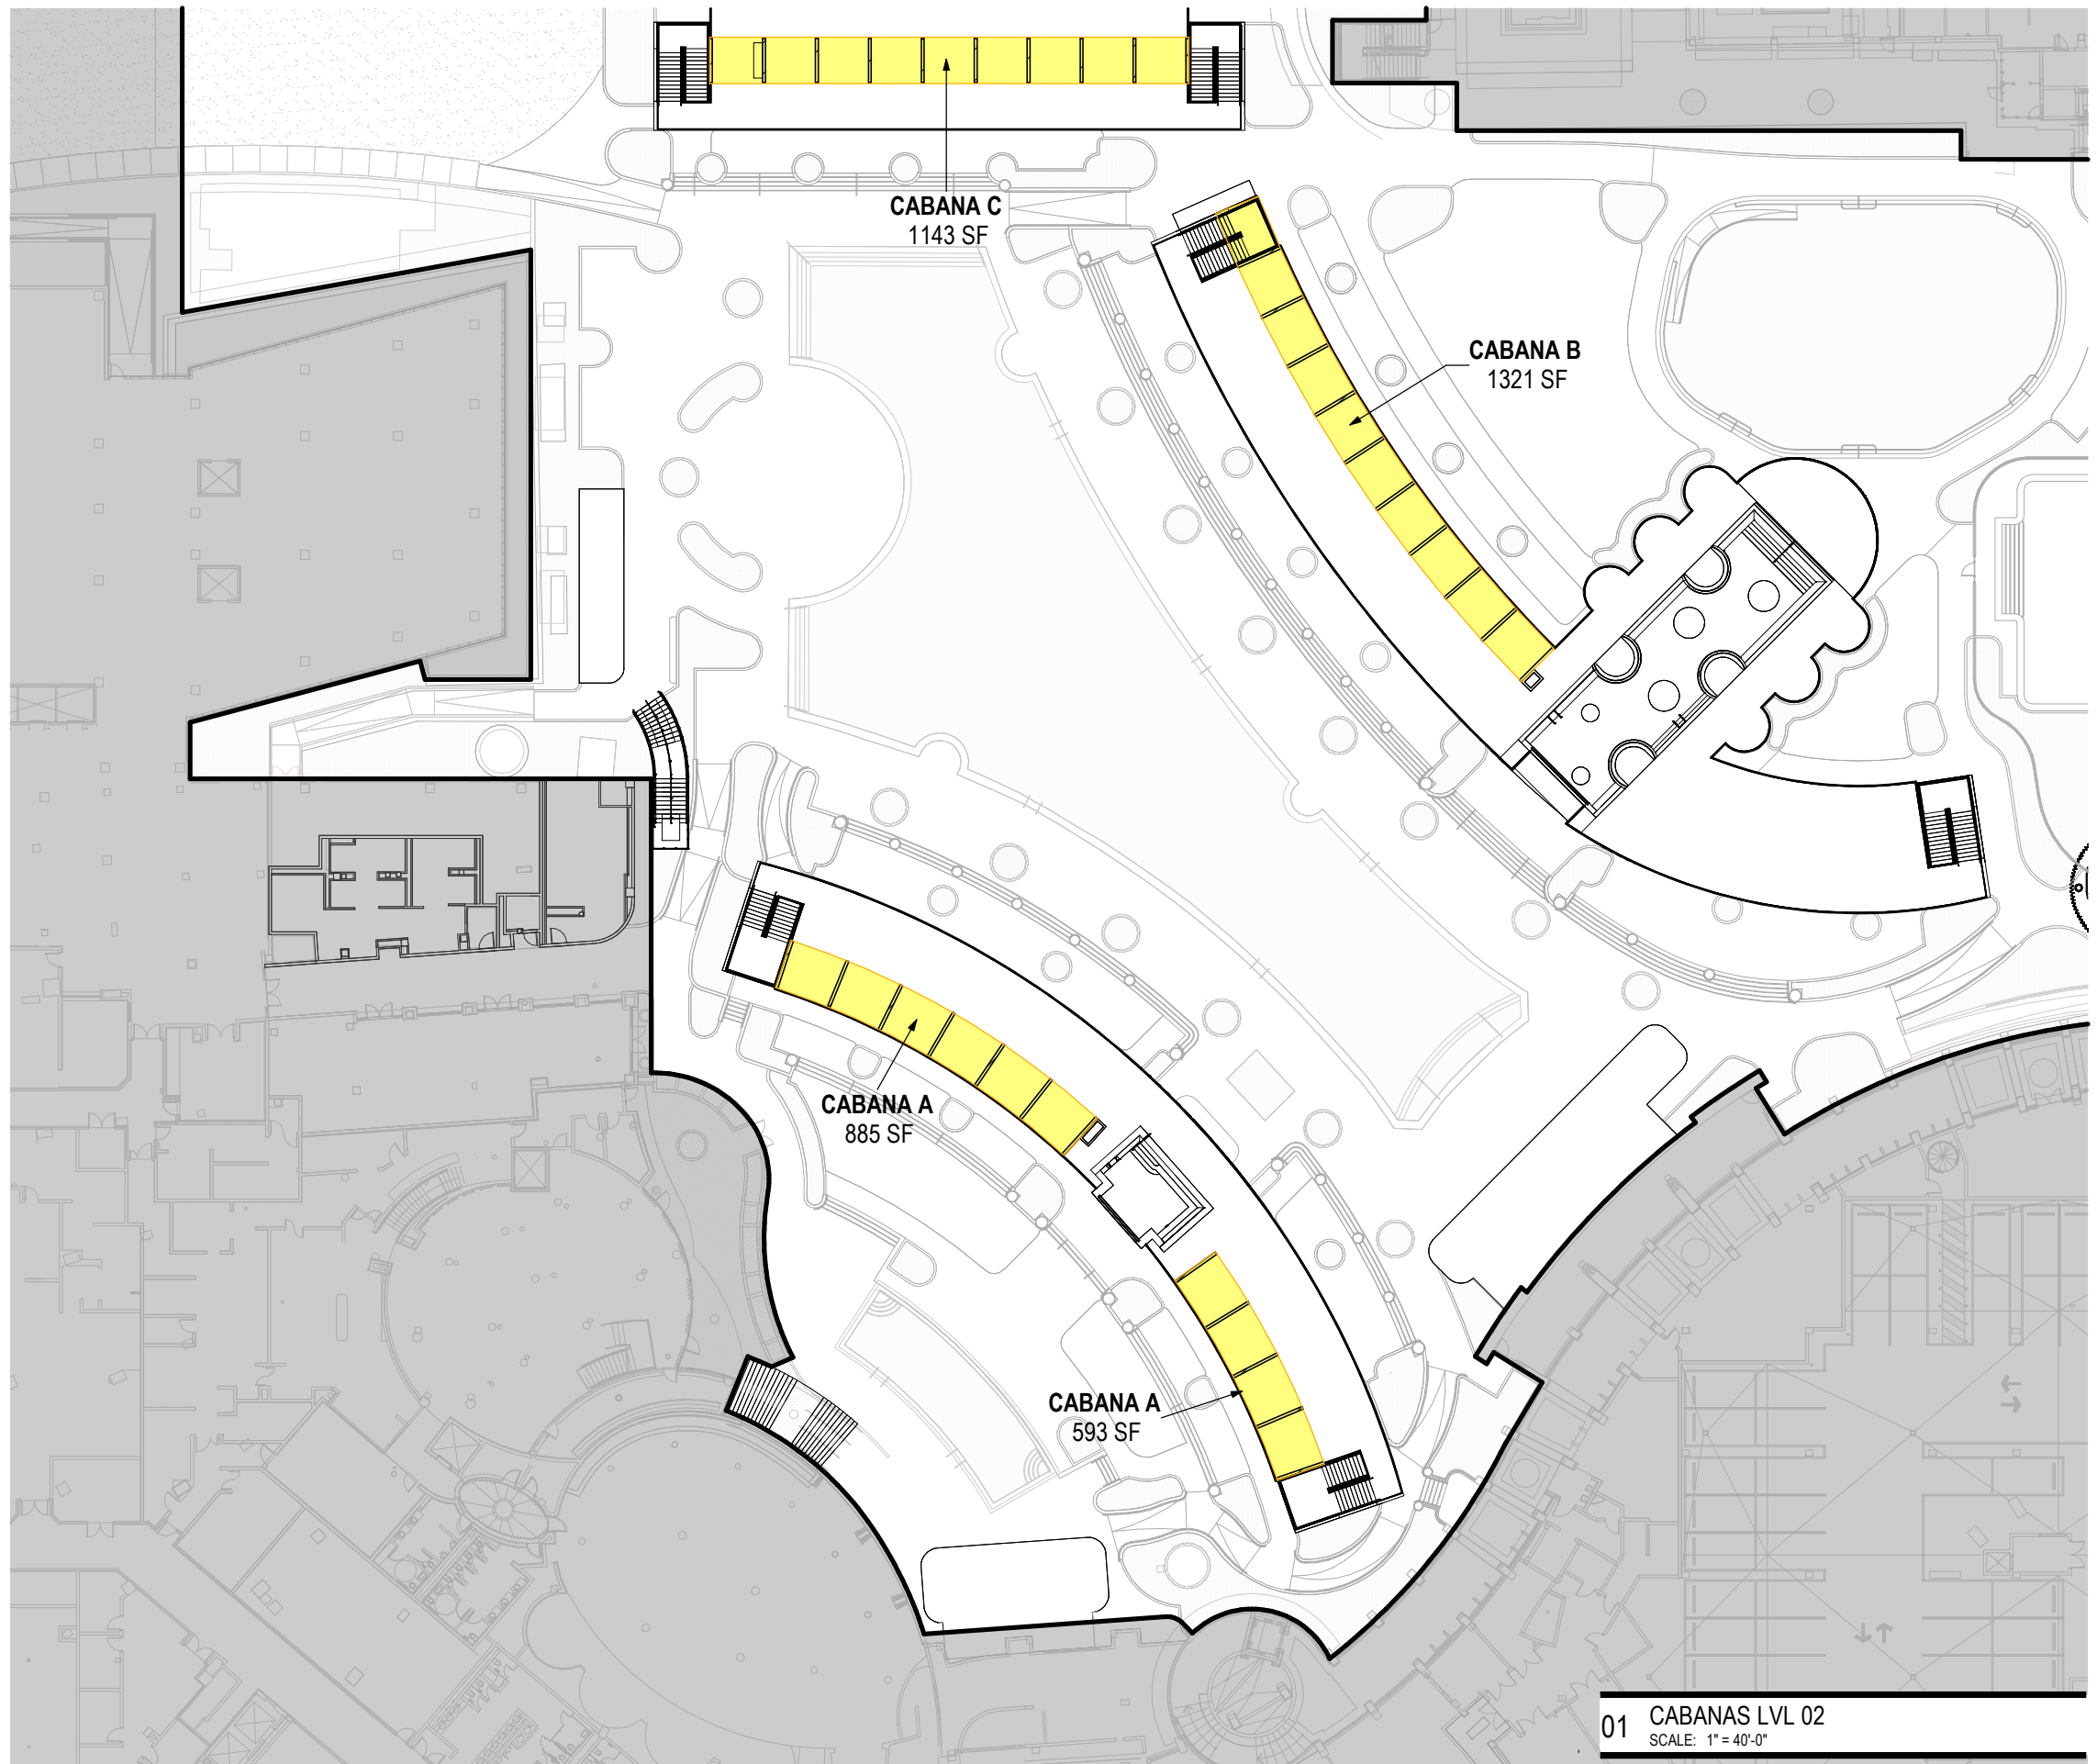 CABANA C
1143 SF
CABANA B
1321 SF
CABANA A
885 SF
CABANA A
593 SF
01 CABANAS LVL 02
SCALE: 1" = 40'-0"